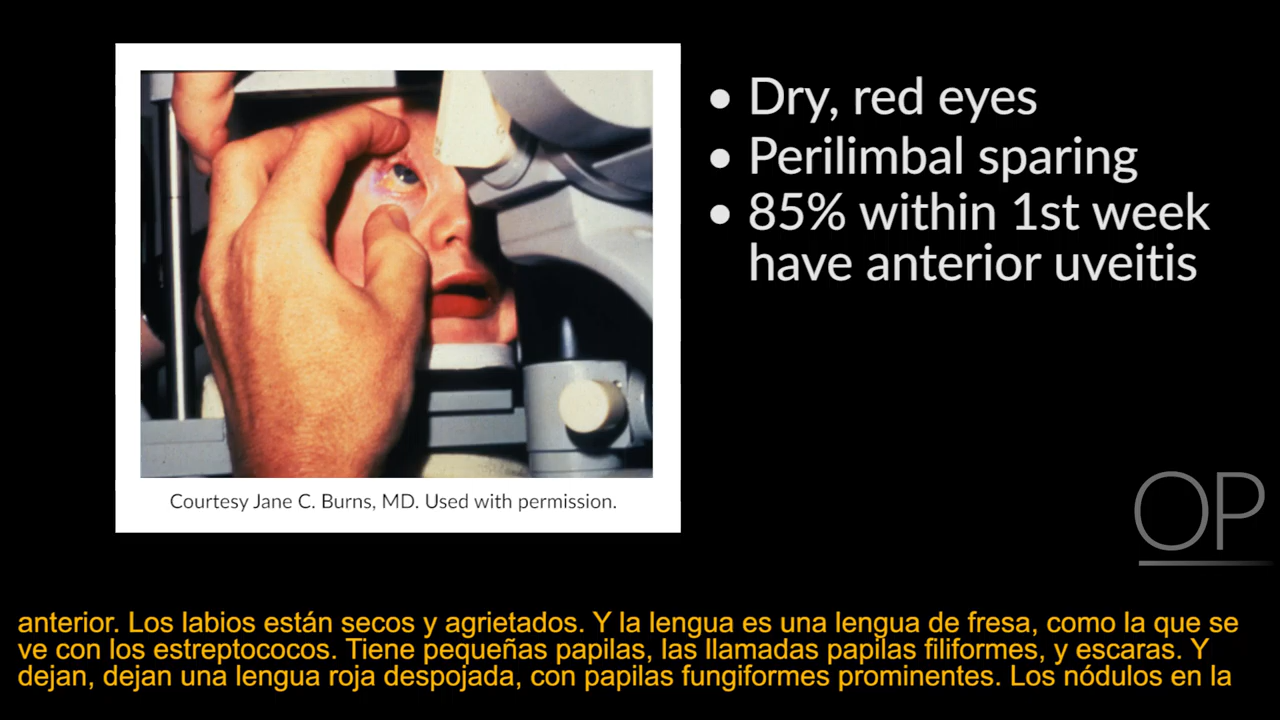 • Dry, red eyes
• Perilimbal sparing
• 85% within 1st week
have anterior uveitis
Courtesy Jane C. Burns, MD. Used with permission.
OP
anterior. Los labios están secos y agrietados. Y la lengua es una lengua de fresa, como la que se
ve con los estreptococos. Tiene pequeñas papilas, las llamadas papilas filiformes, y escaras. Y
dejan, dejan una lengua roja despojada, con papilas fungiformes prominentes. Los nódulos en la